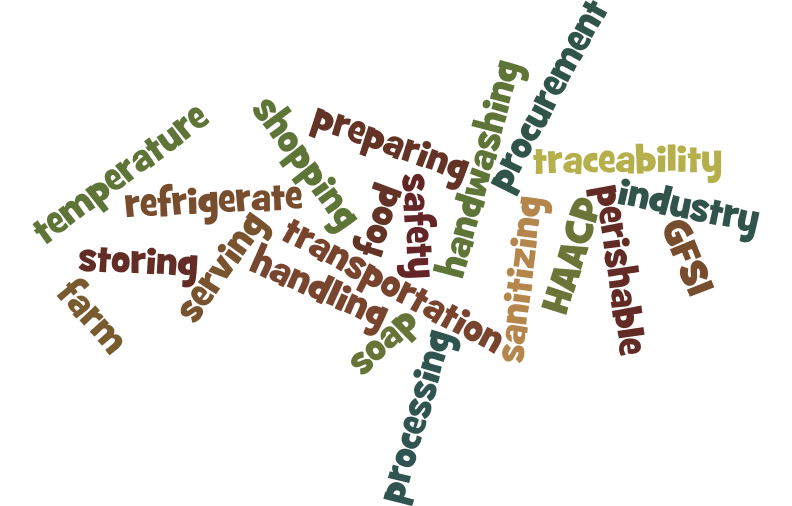 Procurement
handwashing
preparing
shopping
temperature
traceability
refrigerate
food
safety
industry
perishable
HAACP
sanitizing
GFSI
serving
storing
transportation
handling
farm
soap
processing